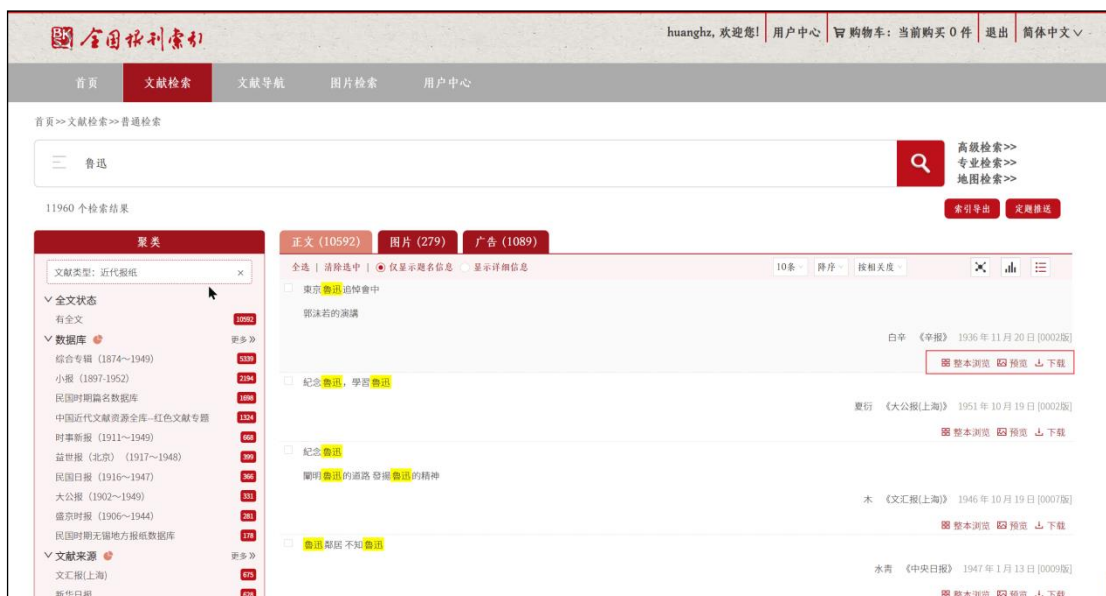 全国报刊索引
huanghz, 欢迎您! 用户中心 购物车：当前购买 0 件 退出 简体中文
首页 文献检索 文献导航 图片检索 用户中心
首页>>文献检索>>普通检索
鲁迅
高级检索>>
专业检索>>
地图检索>>
11960 个检索结果
索引导出 定题推送
聚类
文献类型：近代报纸 ×
全文状态
有全文 10592
数据库 更多》
综合专辑（1874～1949） 5339
小报（1897-1952） 2194
民国时期篇名数据库 1698
中国近代文献资源全库--红色文献专题 1324
时事新报（1911～1949） 668
益世报（北京）（1917～1948） 399
民国日报（1916～1947） 366
大公报（1902～1949） 331
盛京时报（1906～1944） 281
民国时期无锡地方报纸数据库 178
文献来源 更多》
文汇报(上海) 675
新华日报 628
正文 (10592) 图片 (279) 广告 (1089)
全选 | 清除选中 | 仅显示题名信息 显示详细信息
10条 降序 按相关度
東京魯迅追悼會中
郭沫若的演講
白辛 《辛报》 1936 年 11 月 20 日 [0002版]
整本浏览 预览 下载
紀念魯迅，學習魯迅
夏衍 《大公报(上海)》 1951 年 10 月 19 日 [0002版]
整本浏览 预览 下载
紀念魯迅
闡明魯迅的道路 發揚魯迅的精神
木 《文汇报(上海)》 1946 年 10 月 19 日 [0007版]
整本浏览 预览 下载
魯迅鄰居 不知魯迅
水青 《中央日报》 1947 年 1 月 13 日 [0009版]
整本浏览 预览 下载